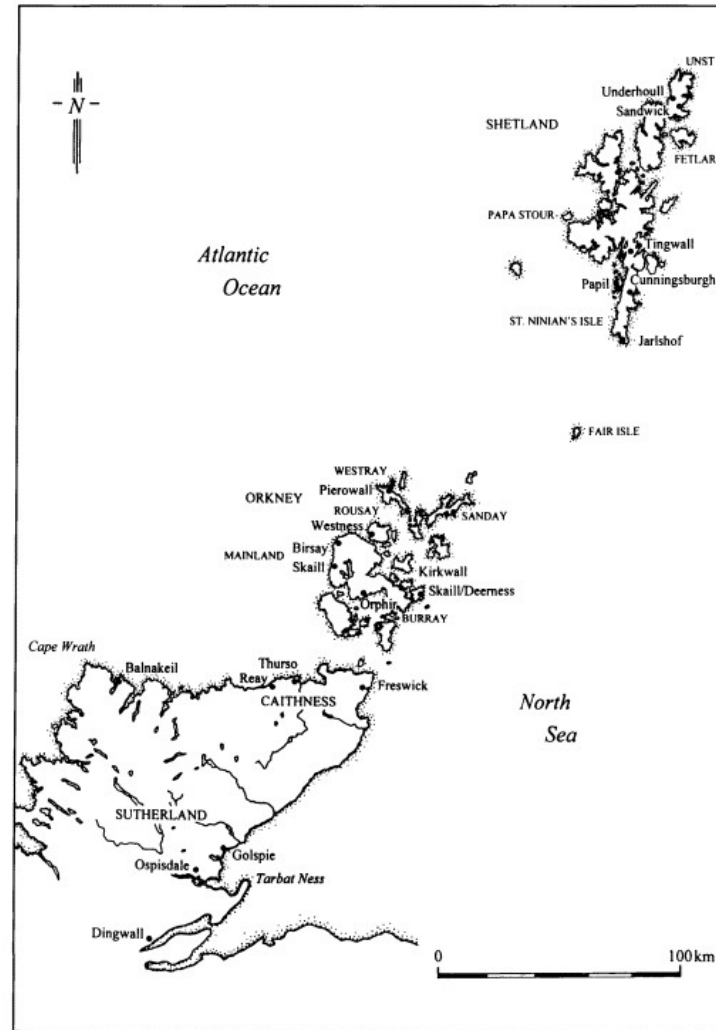 UNST
Underhoull
N
Sandwick
SHETLAND
FETLAR
PAPA STOUR
Tingwall
Atlantic
Ocean
Papil
Cunningsburgh
ST. NINIAN'S ISLE
Jarlshof
FAIR ISLE
WESTRAY
Pierowall
ORKNEY
ROUSAY
SANDAY
Westness
Birsay
MAINLAND
Skaill
Kirkwall
Skaill/Deerness
Orphir
BURRAY
Cape Wrath
Balnakeil
Thurso
Reay
Freswick
CAITHNESS
North
Sea
SUTHERLAND
Golspie
Ospisdale
Tarbat Ness
Dingwall
0
100 km